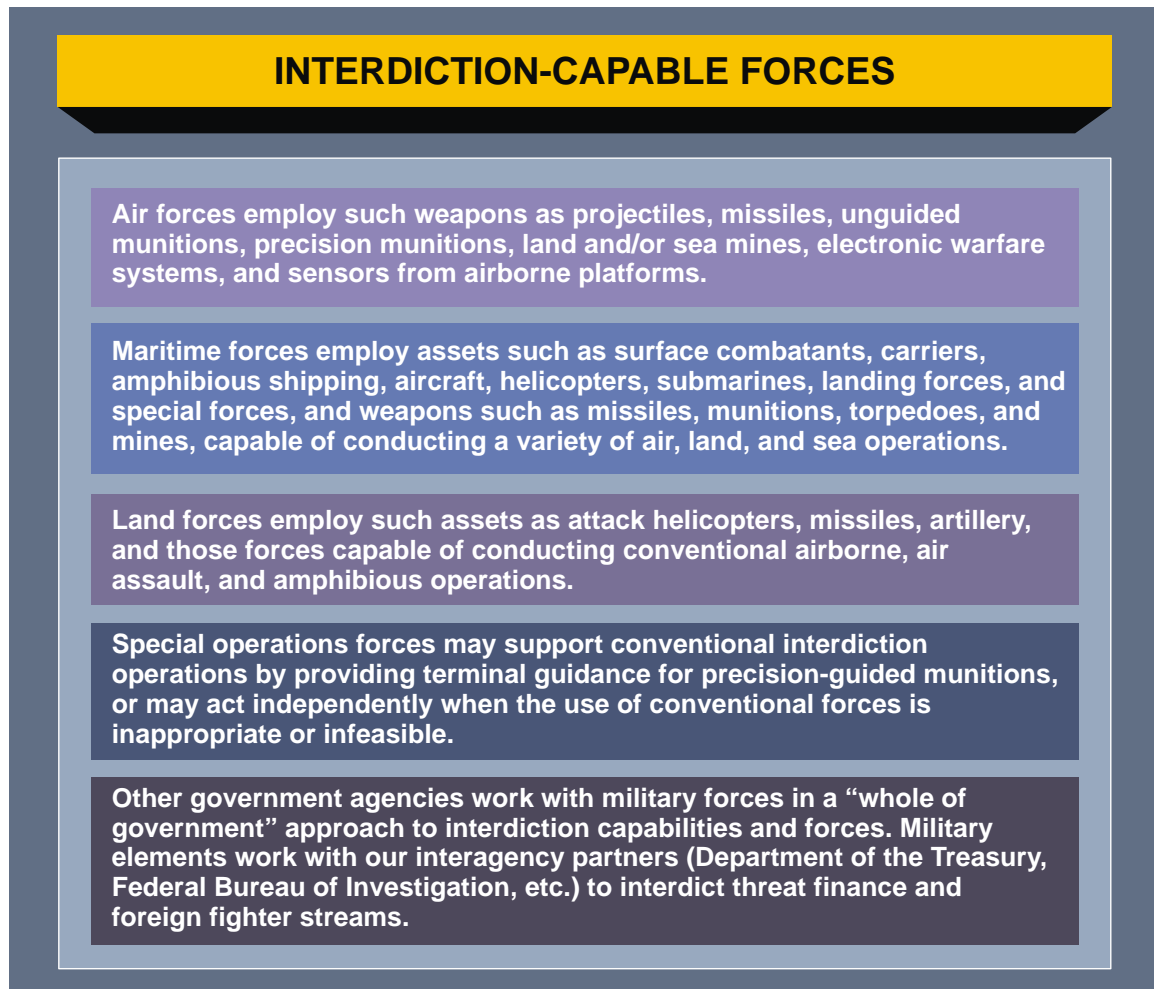 INTERDICTION-CAPABLE FORCES
Air forces employ such weapons as projectiles, missiles, unguided
munitions, precision munitions, land and/or sea mines, electronic warfare
systems, and sensors from airborne platforms.
Maritime forces employ assets such as surface combatants, carriers,
amphibious shipping, aircraft, helicopters, submarines, landing forces, and
special forces, and weapons such as missiles, munitions, torpedoes, and
mines, capable of conducting a variety of air, land, and sea operations.
Land forces employ such assets as attack helicopters, missiles, artillery,
and those forces capable of conducting conventional airborne, air
assault, and amphibious operations.
Special operations forces may support conventional interdiction
operations by providing terminal guidance for precision-guided munitions,
or may act independently when the use of conventional forces is
inappropriate or infeasible.
Other government agencies work with military forces in a “whole of
government” approach to interdiction capabilities and forces. Military
elements work with our interagency partners (Department of the Treasury,
Federal Bureau of Investigation, etc.) to interdict threat finance and
foreign fighter streams.